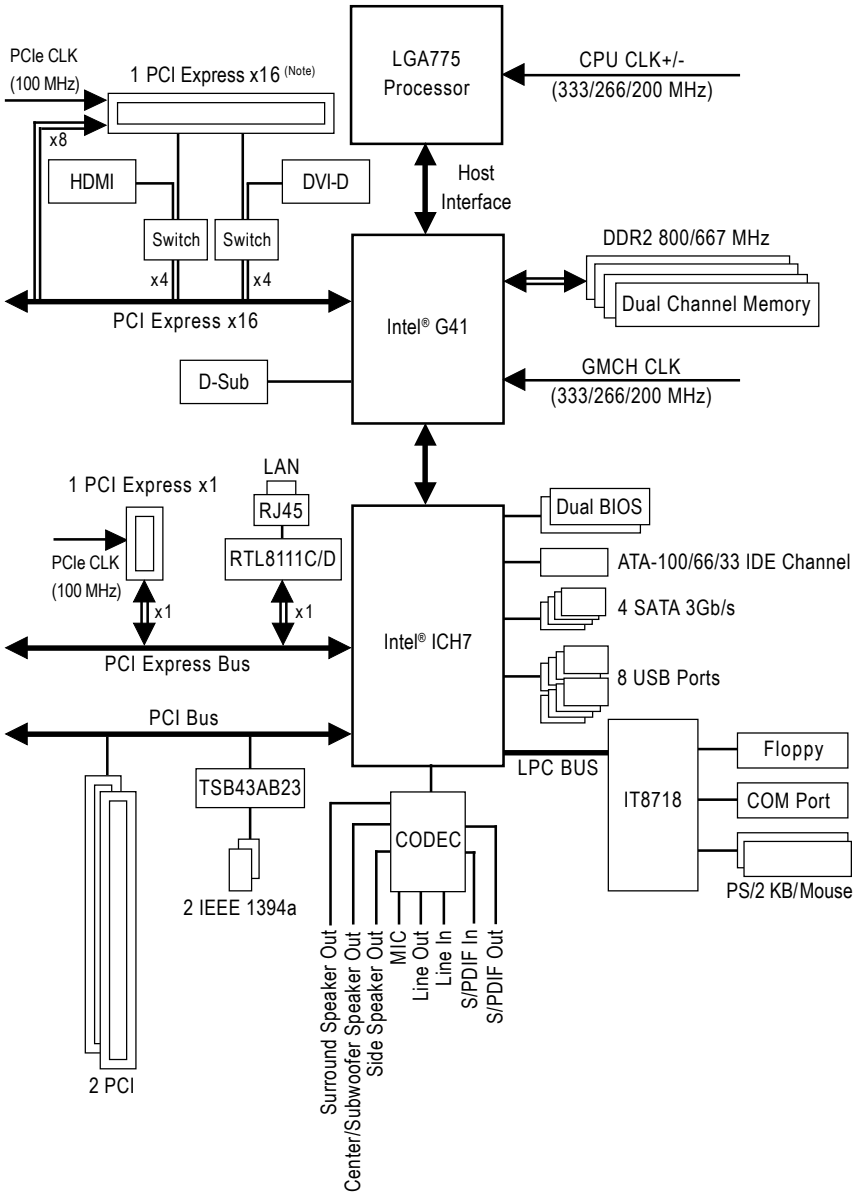 PCIe CLK
(100 MHz)
1 PCI Express x16 (Note)
x8
HDMI
DVI-D
Switch
Switch
x4
x4
PCI Express x16
LGA775
Processor
CPU CLK+/-
(333/266/200 MHz)
Host
Interface
DDR2 800/667 MHz
Dual Channel Memory
Intel® G41
D-Sub
GMCH CLK
(333/266/200 MHz)
1 PCI Express x1
PCIe CLK
(100 MHz)
x1
LAN
RJ45
RTL8111C/D
x1
PCI Express Bus
Intel® ICH7
Dual BIOS
ATA-100/66/33 IDE Channel
4 SATA 3Gb/s
8 USB Ports
PCI Bus
TSB43AB23
2 IEEE 1394a
2 PCI
LPC BUS
IT8718
Floppy
COM Port
PS/2 KB/Mouse
CODEC
Surround Speaker Out
Center/Subwoofer Speaker Out
Side Speaker Out
MIC
Line Out
Line In
S/PDIF In
S/PDIF Out